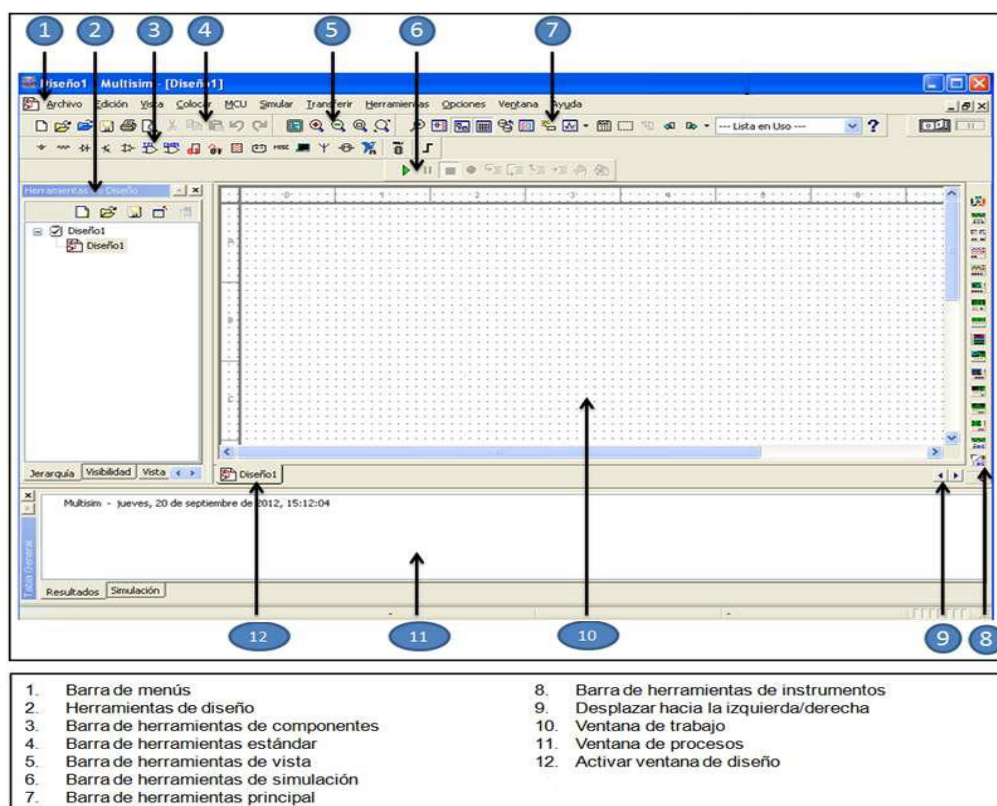 1 2 3 4 5 6 7
Diseño1 - Multisim - [Diseño1]
Archivo Edición Vista Colocar MCU Simular Transferir Herramientas Opciones Ventana Ayuda
--- Lista en Uso ---
Herramientas de Diseño
Diseño1
Diseño1
A
B
C
Jerarquía Visibilidad Vista
Diseño1
Multisim - jueves, 20 de septiembre de 2012, 15:12:04
Tabla General
Resultados Simulación
12 11 10 9 8
1. Barra de menús
2. Herramientas de diseño
3. Barra de herramientas de componentes
4. Barra de herramientas estándar
5. Barra de herramientas de vista
6. Barra de herramientas de simulación
7. Barra de herramientas principal
8. Barra de herramientas de instrumentos
9. Desplazar hacia la izquierda/derecha
10. Ventana de trabajo
11. Ventana de procesos
12. Activar ventana de diseño